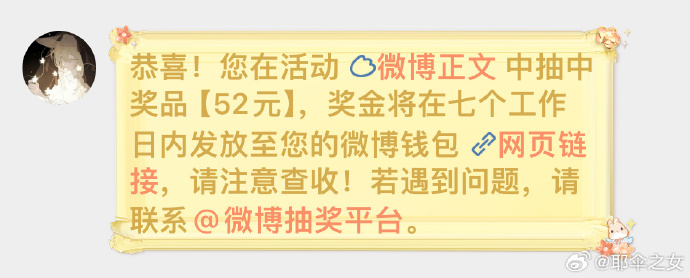 恭喜！您在活动 微博正文 中抽中
奖品【52元】，奖金将在七个工作
日内发放至您的微博钱包 网页链
接，请注意查收！若遇到问题，请
联系@微博抽奖平台。
@耶伞之女